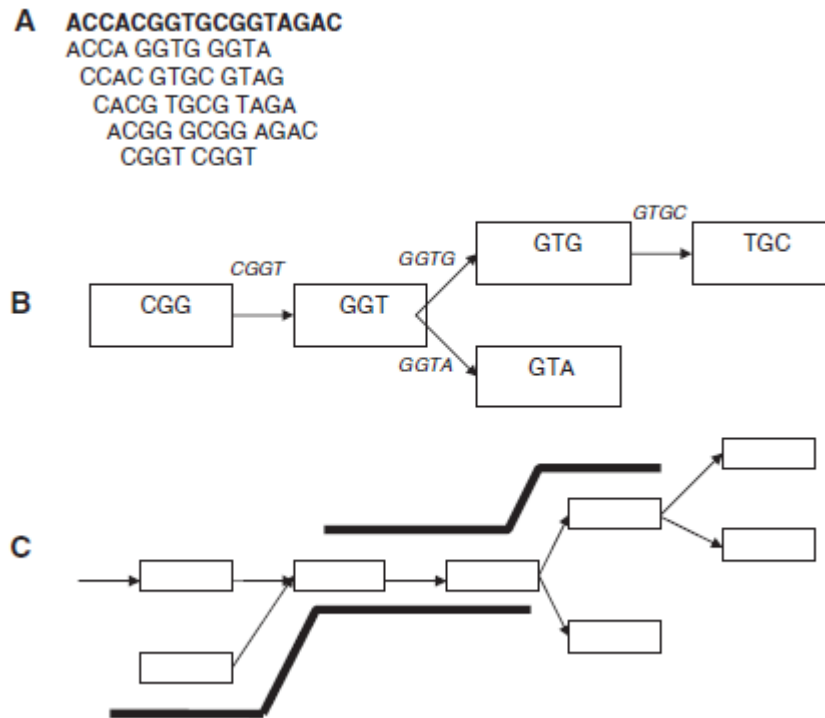 A ACCACGGTGCGGTAGAC
ACCA GGTG GGTA
CCAC GTGC GTAG
CACG TGCG TAGA
ACGG GCGG AGAC
CGGT CGGT
B
CGG
CGGT
GGT
GGTG
GTG
GTGC
TGC
GGTA
GTA
C